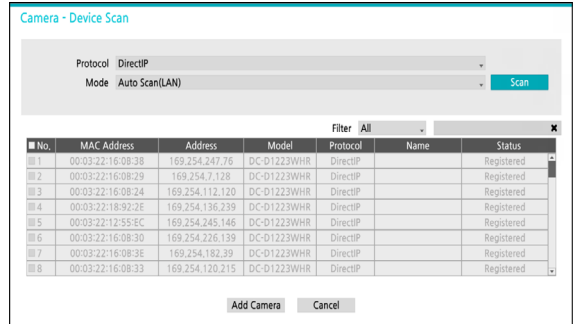 Camera - Device Scan
Protocol DirectIP
Mode Auto Scan(LAN) Scan
Filter All
No. MAC Address Address Model Protocol Name Status
1 00:03:22:16:08:38 169.254.247.76 DC-D1223WHR DirectIP Registered
2 00:03:22:16:08:29 169.254.7.128 DC-D1223WHR DirectIP Registered
3 00:03:22:16:08:24 169.254.112.120 DC-D1223WHR DirectIP Registered
4 00:03:22:18:92:2E 169.254.136.239 DC-D1223WHR DirectIP Registered
5 00:03:22:12:55:EC 169.254.245.146 DC-D1223WHR DirectIP Registered
6 00:03:22:16:08:30 169.254.226.139 DC-D1223WHR DirectIP Registered
7 00:03:22:16:08:3E 169.254.182.39 DC-D1223WHR DirectIP Registered
8 00:03:22:16:08:33 169.254.120.215 DC-D1223WHR DirectIP Registered
Add Camera Cancel